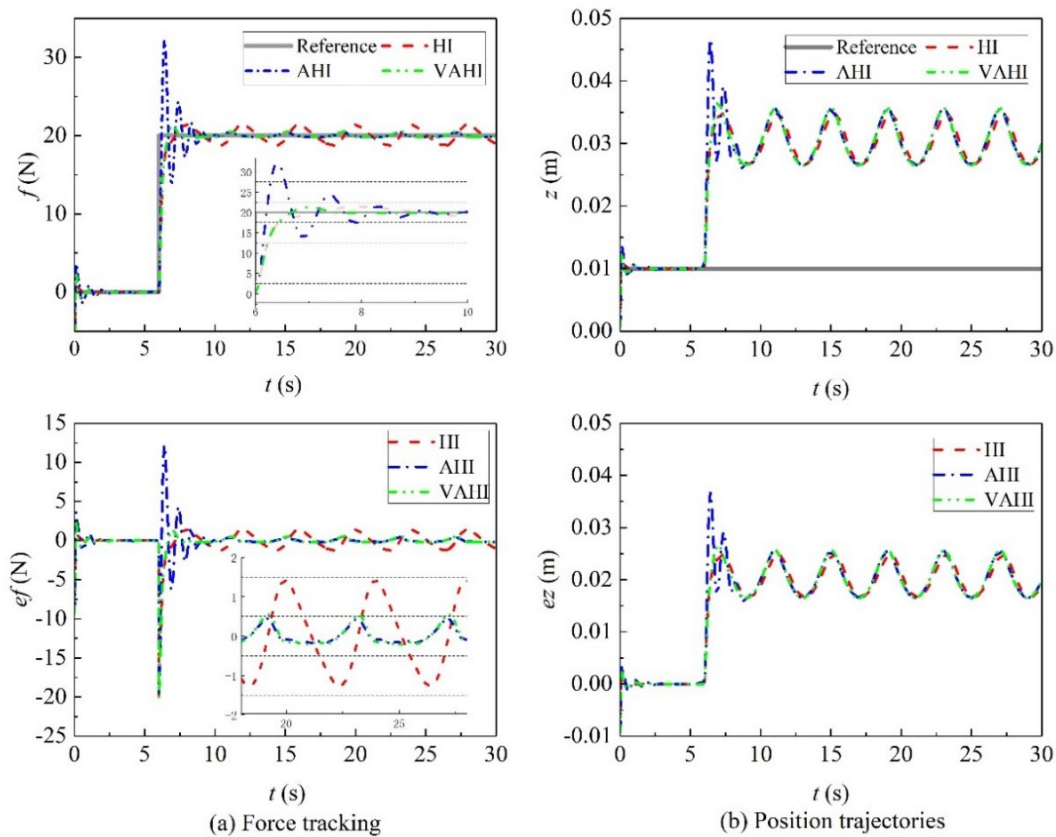 Reference HI
AHI VAHI
f (N)
30
20
10
0
30
25
20
15
10
5
0
6 8 10
0 5 10 15 20 25 30
t (s)
Reference HI
AHI VAHI
z (m)
0.05
0.04
0.03
0.02
0.01
0.00
0 5 10 15 20 25 30
t (s)
HI
AHI
VAHI
ef (N)
15
10
5
0
-5
-10
-15
-20
-25
2
1
0
-1
-2
20 25
0 5 10 15 20 25 30
t (s)
(a) Force tracking
HI
AHI
VAHI
ez (m)
0.05
0.04
0.03
0.02
0.01
0.00
-0.01
0 5 10 15 20 25 30
t (s)
(b) Position trajectories